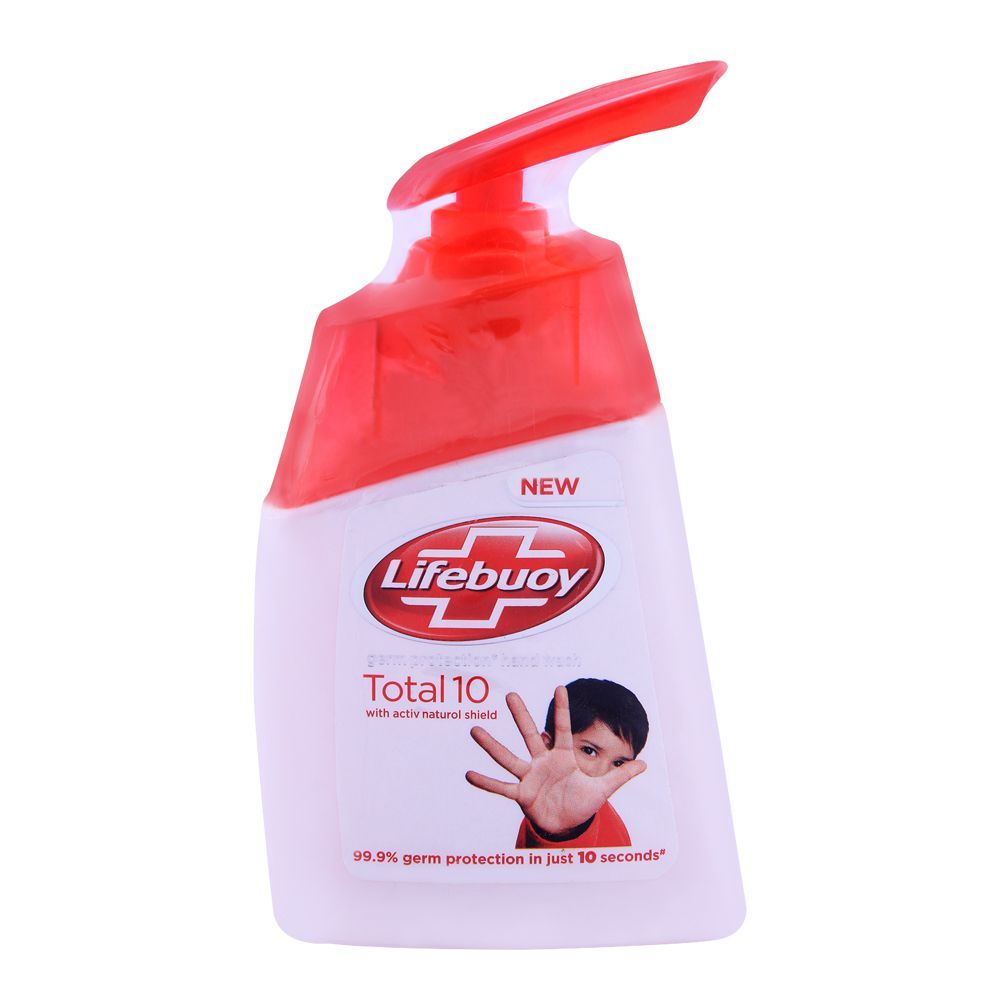 NEW
Lifebuoy
germ protection* hand wash
Total 10
with activ naturol shield
99.9% germ protection in just 10 seconds#